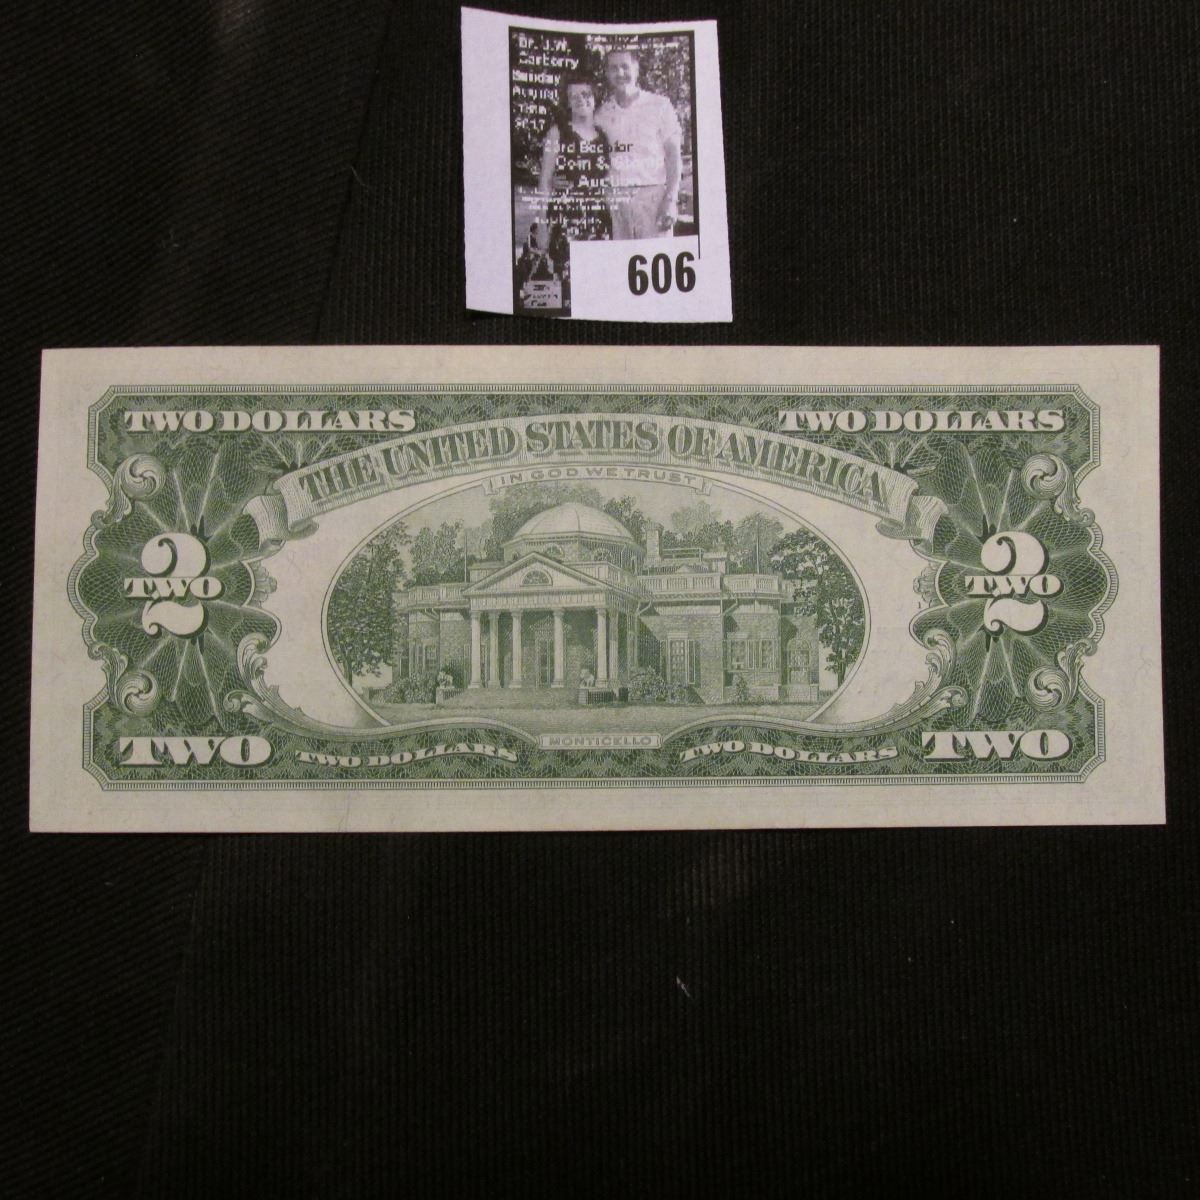 Dr. J.W.
Carberry
Sunday
August
2017
Coin &
Auction
606
TWO DOLLARS
TWO DOLLARS
THE UNITED STATES OF AMERICA
IN GOD WE TRUST
2
TWO
2
TWO
TWO
TWO DOLLARS
MONTICELLO
TWO DOLLARS
TWO